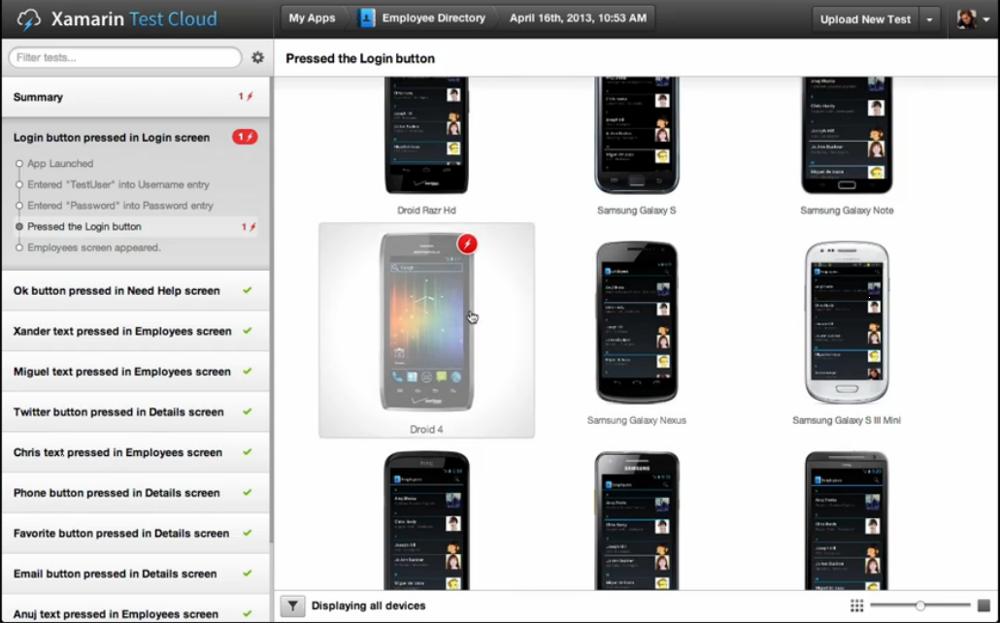 Xamarin Test Cloud
My Apps
Employee Directory
April 16th, 2013, 10:53 AM
Upload New Test
Filter tests...
Pressed the Login button
Summary
1
Login button pressed in Login screen
1
App Launched
Entered "TestUser" into Username entry
Entered "Password" into Password entry
Pressed the Login button
1
Employees screen appeared.
Ok button pressed in Need Help screen
Xander text pressed in Employees screen
Miguel text pressed in Employees screen
Twitter button pressed in Details screen
Chris text pressed in Employees screen
Phone button pressed in Details screen
Favorite button pressed in Details screen
Email button pressed in Details screen
Anuj text pressed in Employees screen
Droid Razr Hd
Samsung Galaxy S
Samsung Galaxy Note
Droid 4
Samsung Galaxy Nexus
Samsung Galaxy S III Mini
SAMSUNG
Displaying all devices